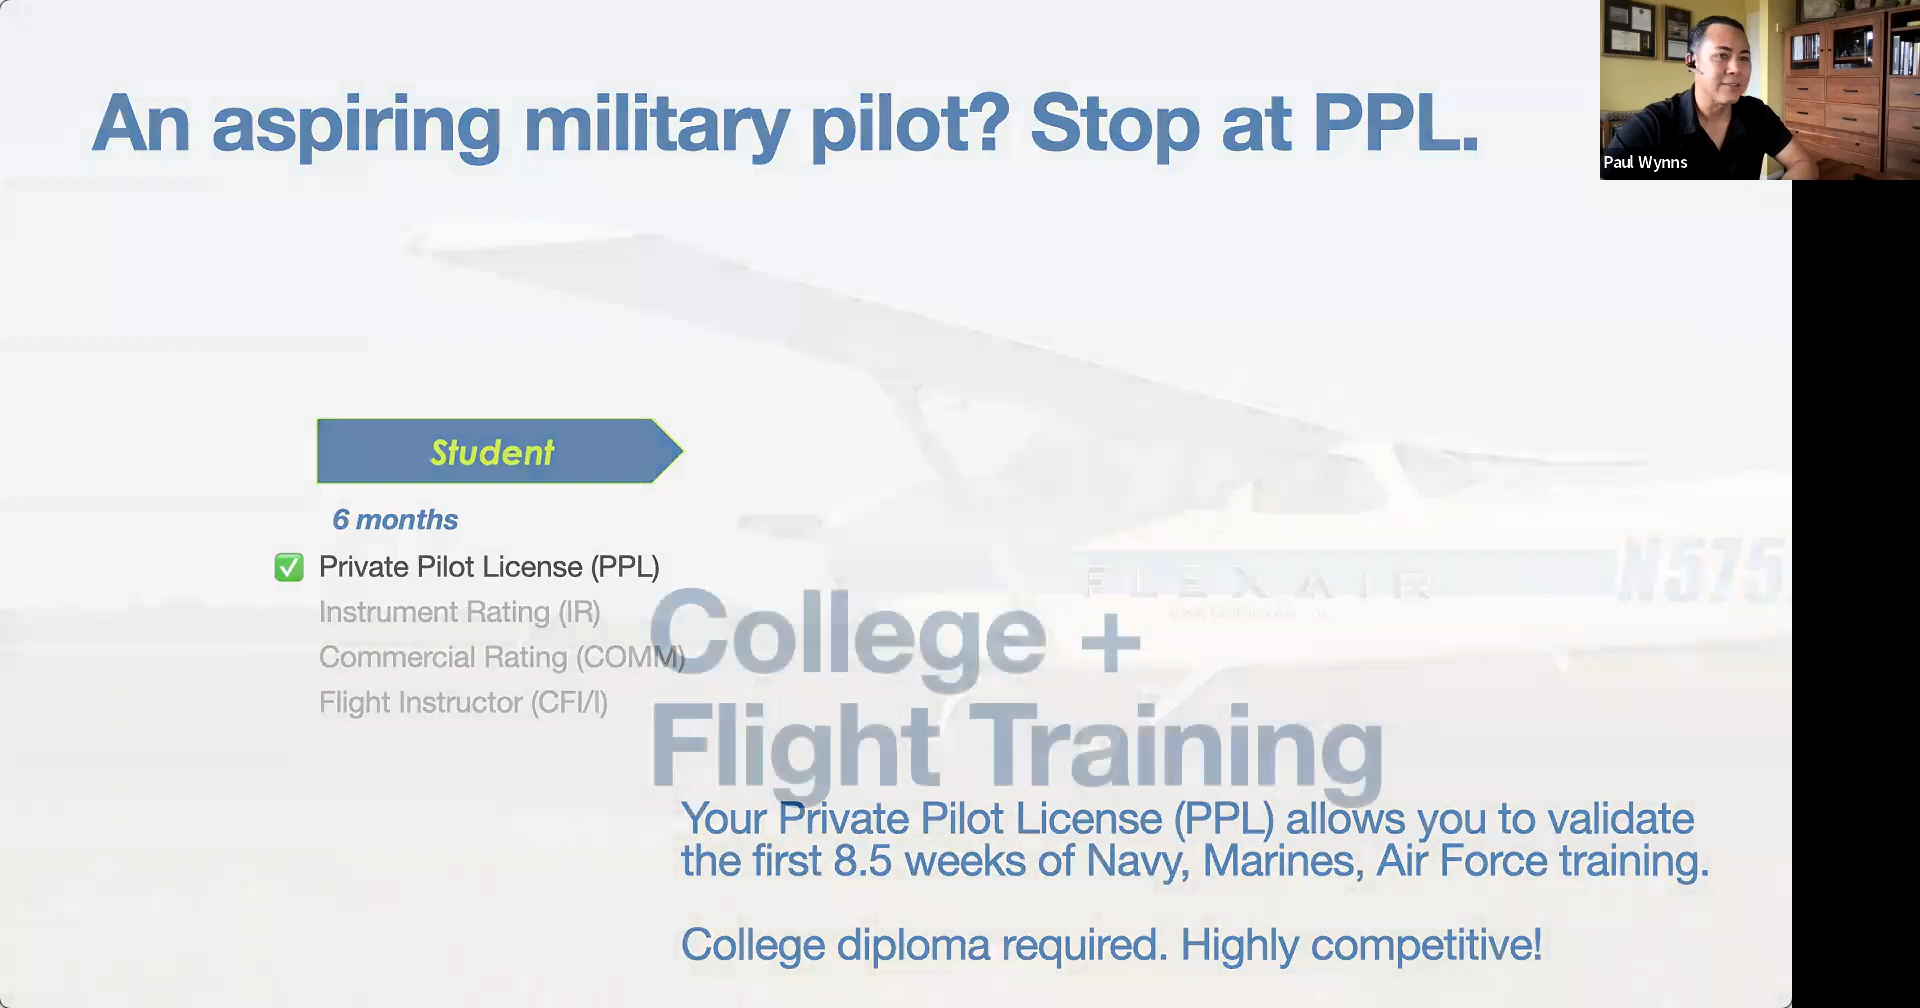 An aspiring military pilot? Stop at PPL.
Paul Wynns
Student
6 months
Private Pilot License (PPL)
Instrument Rating (IR)
Commercial Rating (COMM)
Flight Instructor (CFI/I)
FLEXAIR
N575
College +
Flight Training
Your Private Pilot License (PPL) allows you to validate
the first 8.5 weeks of Navy, Marines, Air Force training.
College diploma required. Highly competitive!